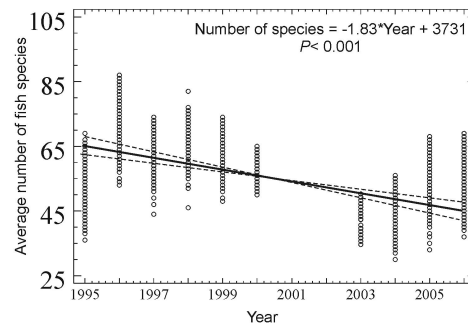 105
Number of species = -1.83*Year + 3731
P< 0.001
85
65
45
25
Average number of fish species
1995 1997 1999 2001 2003 2005
Year